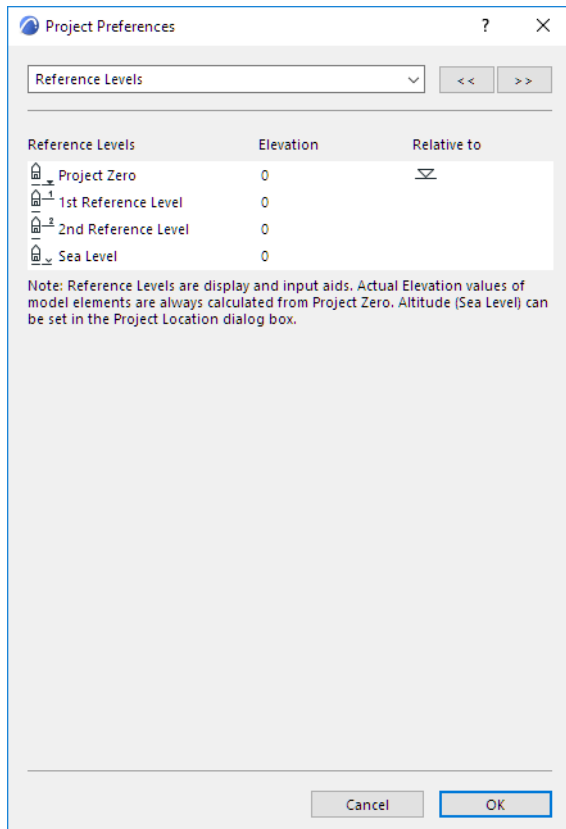 Project Preferences ?
Reference Levels << >>
Reference Levels Elevation Relative to
Project Zero 0
1 1st Reference Level 0
2 2nd Reference Level 0
Sea Level 0
Note: Reference Levels are display and input aids. Actual Elevation values of
model elements are always calculated from Project Zero. Altitude (Sea Level) can
be set in the Project Location dialog box.
Cancel OK